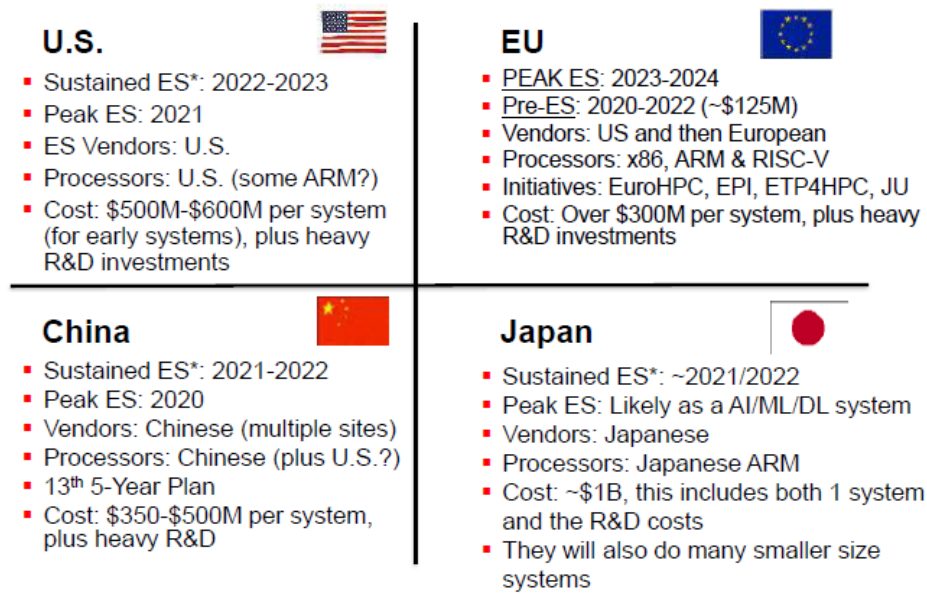 U.S.
▪ Sustained ES*: 2022-2023
▪ Peak ES: 2021
▪ ES Vendors: U.S.
▪ Processors: U.S. (some ARM?)
▪ Cost: $500M-$600M per system
(for early systems), plus heavy
R&D investments
EU
▪ PEAK ES: 2023-2024
▪ Pre-ES: 2020-2022 (~$125M)
▪ Vendors: US and then European
▪ Processors: x86, ARM & RISC-V
▪ Initiatives: EuroHPC, EPI, ETP4HPC, JU
▪ Cost: Over $300M per system, plus heavy
R&D investments
China
▪ Sustained ES*: 2021-2022
▪ Peak ES: 2020
▪ Vendors: Chinese (multiple sites)
▪ Processors: Chinese (plus U.S.?)
▪ 13th 5-Year Plan
▪ Cost: $350-$500M per system,
plus heavy R&D
Japan
▪ Sustained ES*: ~2021/2022
▪ Peak ES: Likely as a AI/ML/DL system
▪ Vendors: Japanese
▪ Processors: Japanese ARM
▪ Cost: ~$1B, this includes both 1 system
and the R&D costs
▪ They will also do many smaller size
systems